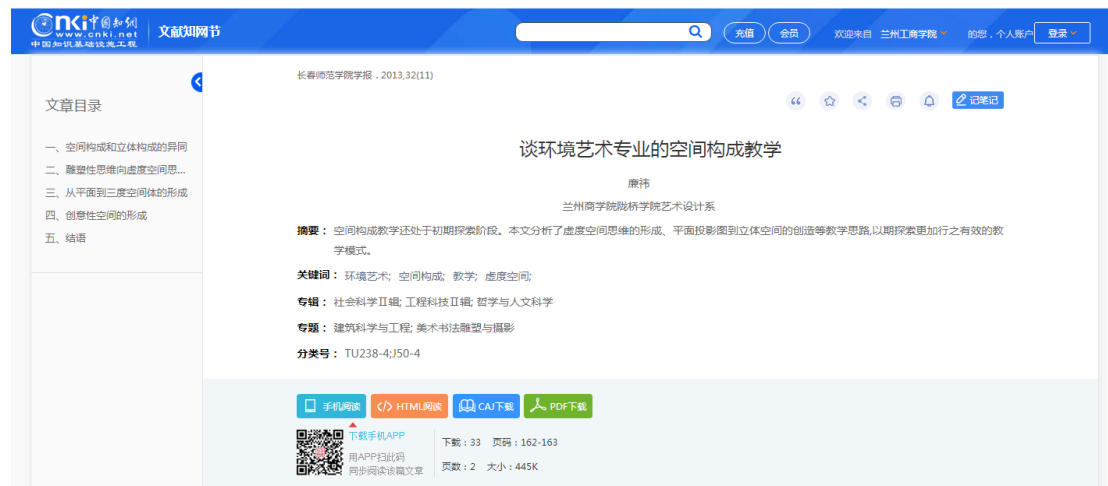 cnki中国知网
www.cnki.net
中国知识基础设施工程
文献知网节
充值
会员
欢迎来自 兰州工商学院 的您，个人账户 登录
文章目录
一、空间构成和立体构成的异同
二、雕塑性思维向虚度空间思...
三、从平面到三度空间体的形成
四、创意性空间的形成
五、结语
长春师范学院学报 . 2013,32(11)
记笔记
谈环境艺术专业的空间构成教学
廉祎
兰州商学院陇桥学院艺术设计系
摘要： 空间构成教学还处于初期探索阶段。本文分析了虚度空间思维的形成、平面投影图到立体空间的创造等教学思路,以期探索更加行之有效的教
学模式。
关键词： 环境艺术; 空间构成; 教学; 虚度空间;
专辑： 社会科学Ⅱ辑; 工程科技Ⅱ辑; 哲学与人文科学
专题： 建筑科学与工程; 美术书法雕塑与摄影
分类号： TU238-4;J50-4
手机阅读
HTML阅读
CAJ下载
PDF下载
下载手机APP
用APP扫此码
同步阅读该篇文章
下载：33 页码：162-163
页数：2 大小：445K